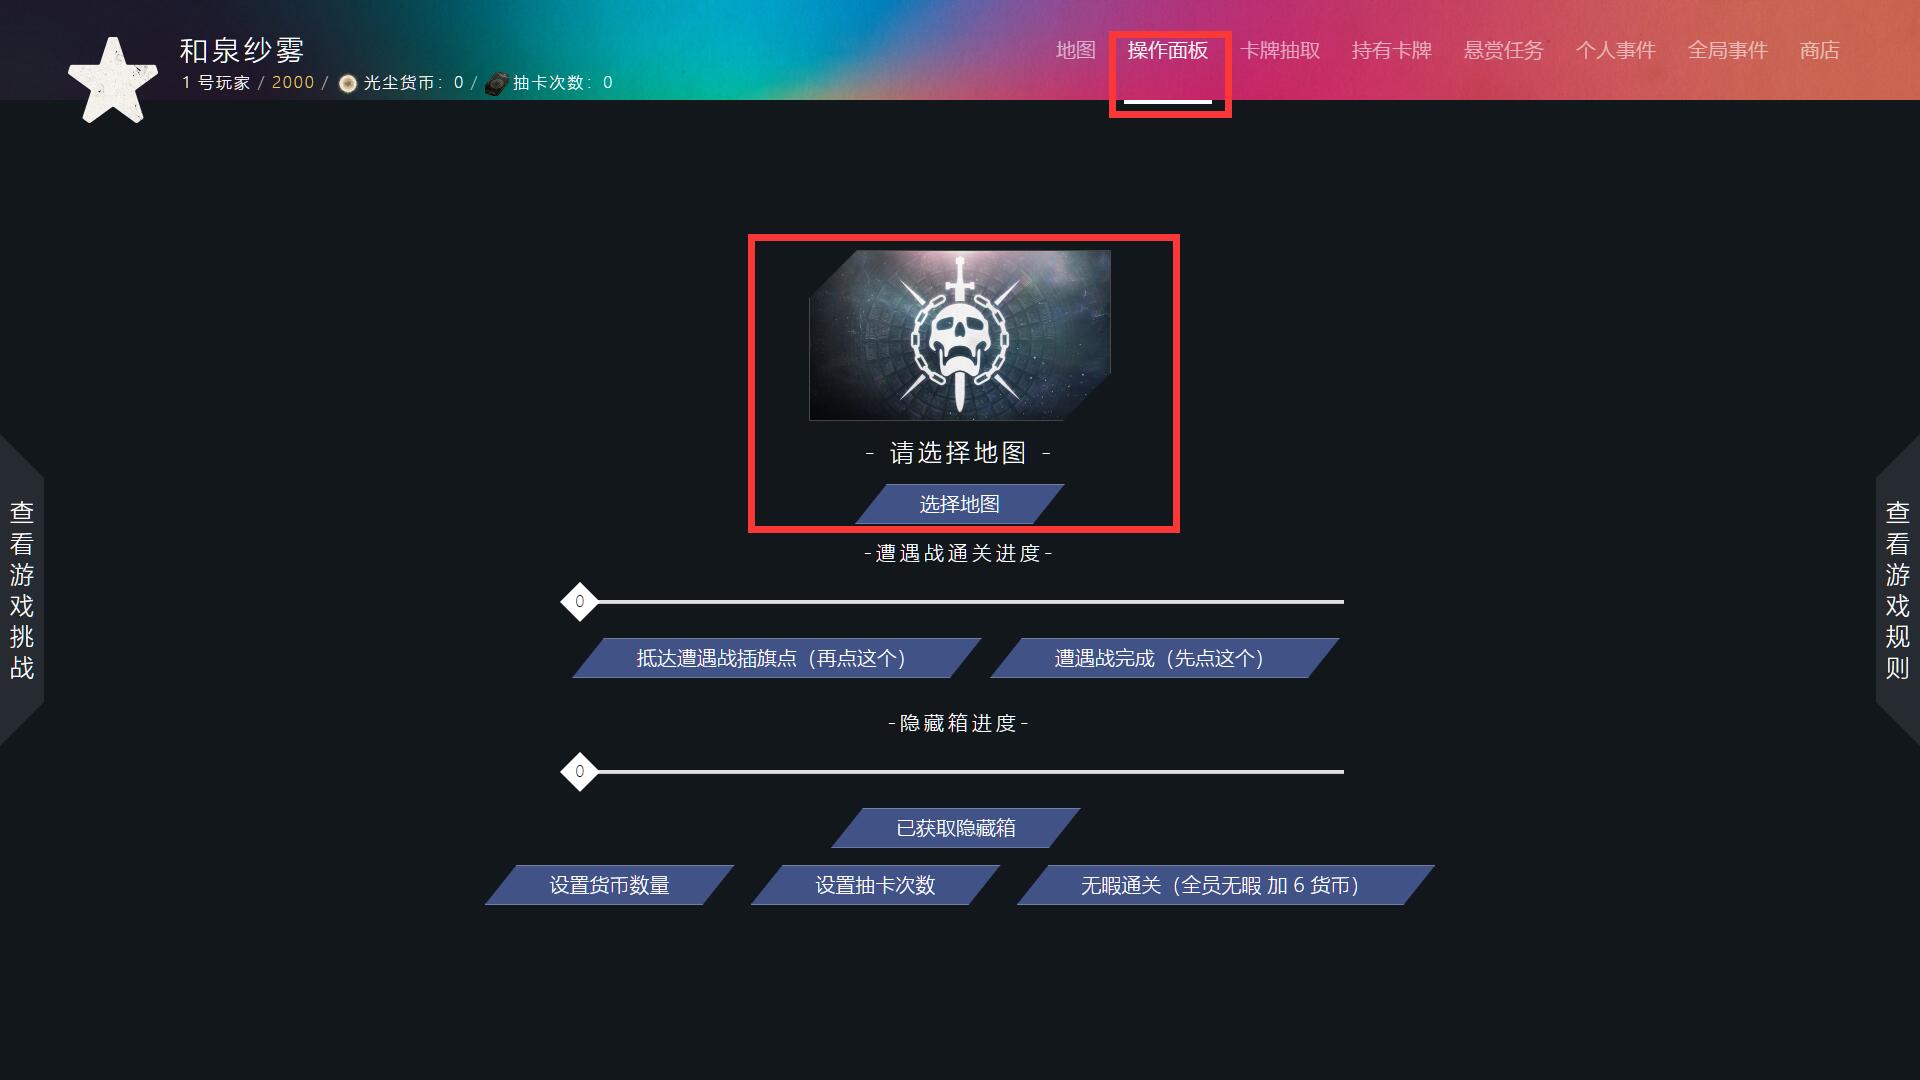 和泉纱雾
1 号玩家 / 2000 / 光尘货币：0 / 抽卡次数：0
地图 操作面板 卡牌抽取 持有卡牌 悬赏任务 个人事件 全局事件 商店
- 请选择地图 -
选择地图
-遭遇战通关进度-
0
抵达遭遇战插旗点（再点这个） 遭遇战完成（先点这个）
-隐藏箱进度-
0
已获取隐藏箱
设置货币数量 设置抽卡次数 无暇通关（全员无暇 加 6 货币）
查看游戏挑战
查看游戏规则